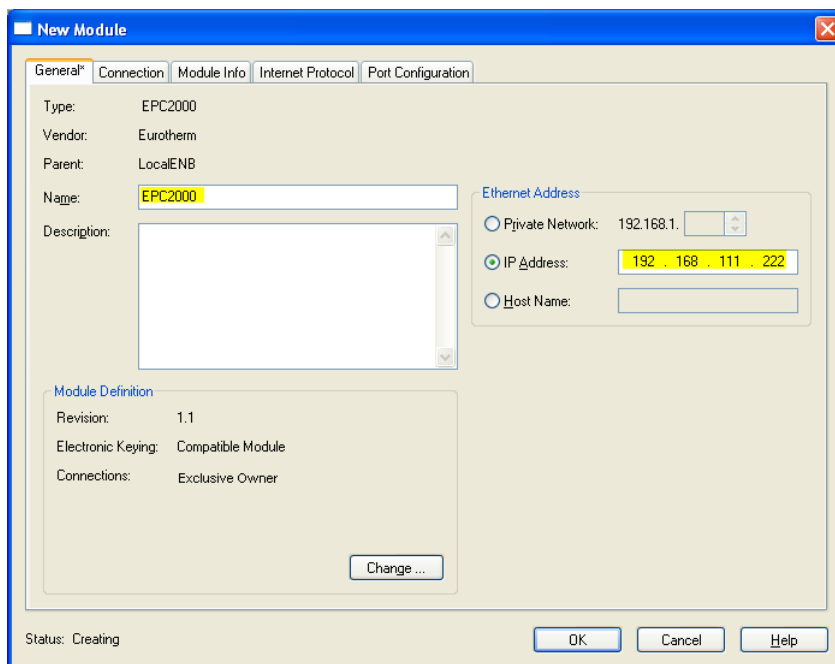 New Module
General* Connection Module Info Internet Protocol Port Configuration
Type: EPC2000
Vendor: Eurotherm
Parent: LocalENB
Name: EPC2000
Description:
Ethernet Address
Private Network: 192.168.1.
IP Address: 192 . 168 . 111 . 222
Host Name:
Module Definition
Revision: 1.1
Electronic Keying: Compatible Module
Connections: Exclusive Owner
Change ...
Status: Creating
OK Cancel Help